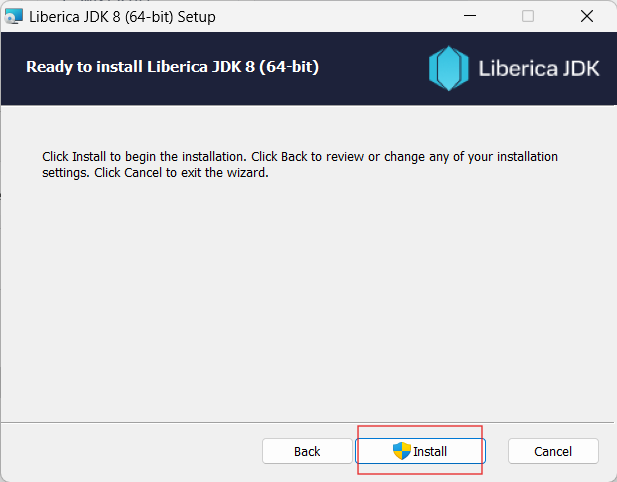 Liberica JDK 8 (64-bit) Setup
Ready to install Liberica JDK 8 (64-bit)
Liberica JDK
Click Install to begin the installation. Click Back to review or change any of your installation
settings. Click Cancel to exit the wizard.
Back
Install
Cancel